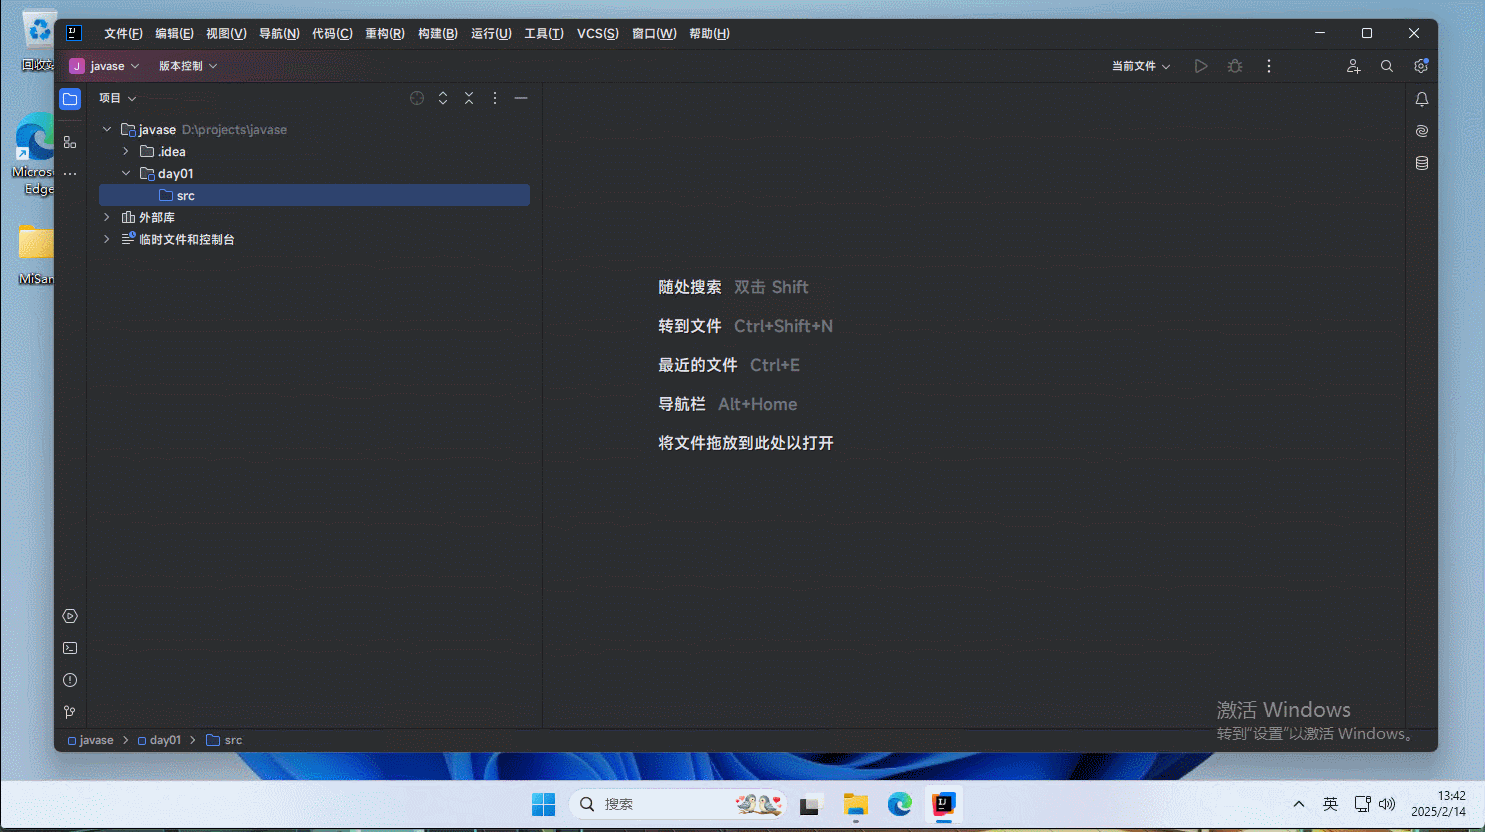 回收站
文件(F) 编辑(E) 视图(V) 导航(N) 代码(C) 重构(R) 构建(B) 运行(U) 工具(T) VCS(S) 窗口(W) 帮助(H)
J javase 版本控制 当前文件
项目
javase D:\projects\javase
.idea
day01
src
外部库
临时文件和控制台
Edge
随处搜索 双击 Shift
转到文件 Ctrl+Shift+N
最近的文件 Ctrl+E
导航栏 Alt+Home
将文件拖放到此处以打开
激活 Windows
转到"设置"以激活 Windows。
javase day01 src
搜索
英
13:42
2025/2/14